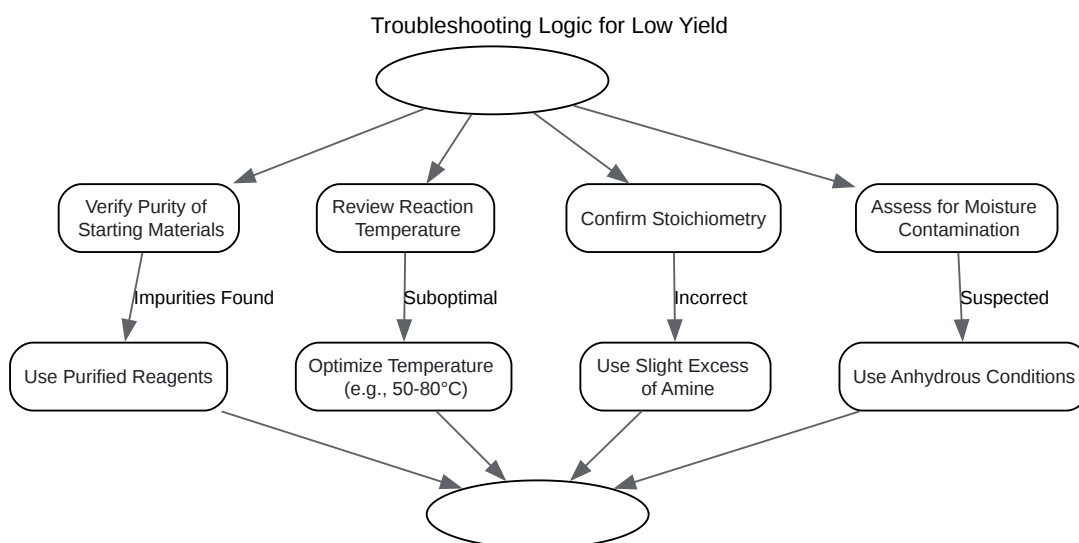 Troubleshooting Logic for Low Yield
Verify Purity of
Starting Materials
Review Reaction
Temperature
Confirm Stoichiometry
Assess for Moisture
Contamination
Impurities Found
Suboptimal
Incorrect
Suspected
Use Purified Reagents
Optimize Temperature
(e.g., 50-80°C)
Use Slight Excess
of Amine
Use Anhydrous Conditions